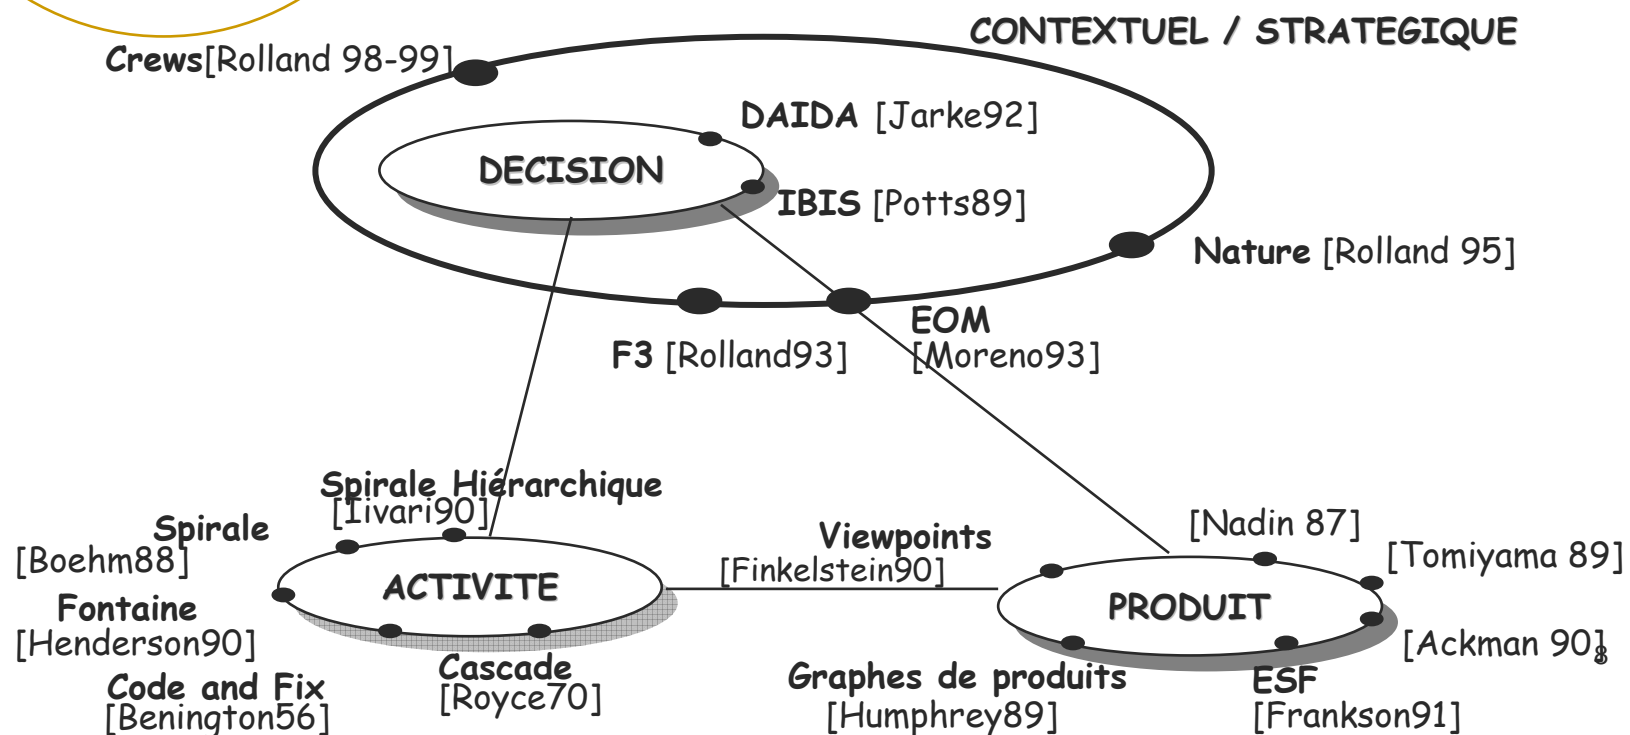 CONTEXTUEL / STRATEGIQUE
Crews[Rolland 98-99]
DAIDA [Jarke92]
DECISION
IBIS [Potts89]
Nature [Rolland 95]
EOM
[Moreno93]
F3 [Rolland93]
Spirale Hiérarchique
[Iivari90]
Spirale
[Boehm88]
Viewpoints
[Finkelstein90]
[Nadin 87]
[Tomiyama 89]
ACTIVITE
PRODUIT
Fontaine
[Henderson90]
[Ackman 90]
8
Code and Fix
[Benington56]
Cascade
[Royce70]
Graphes de produits
[Humphrey89]
ESF
[Frankson91]